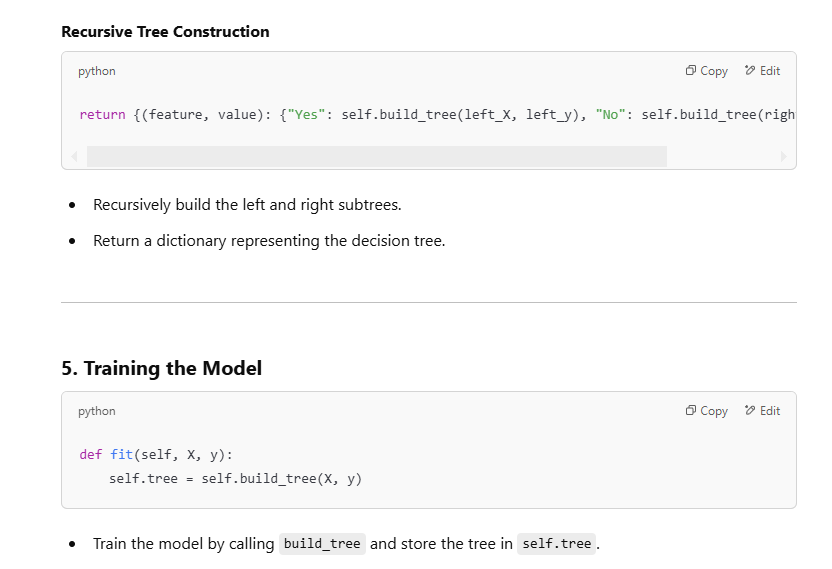 Recursive Tree Construction
python
Copy
Edit
return {(feature, value): {"Yes": self.build_tree(left_X, left_y), "No": self.build_tree(righ
• Recursively build the left and right subtrees.
• Return a dictionary representing the decision tree.
5. Training the Model
python
Copy
Edit
def fit(self, X, y):
    self.tree = self.build_tree(X, y)
• Train the model by calling build_tree and store the tree in self.tree.